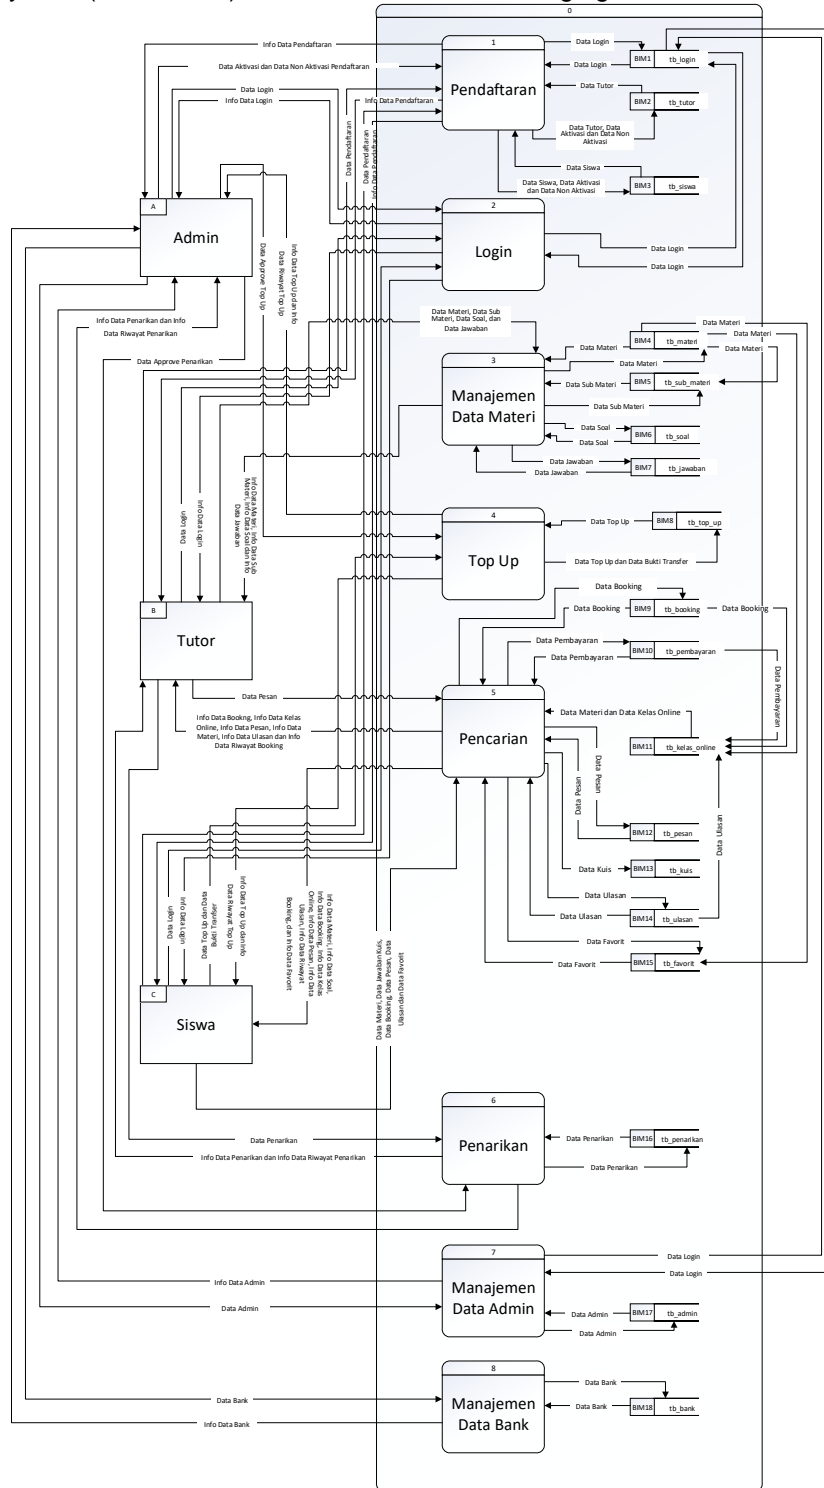 0
1
Pendaftaran
Info Data Pendaftaran
Data Aktivasi dan Data Non Aktivasi Pendaftaran
Data Login
Info Data Login
Info Data Pendaftaran
Data Pendaftaran
Data Pendaftaran
Info Data Pendaftaran
Data Login
BIM1
tb_login
Data Login
Data Tutor
BIM2
tb_tutor
Data Tutor, Data
Aktivasi dan Data Non
Aktivasi
Data Siswa
BIM3
tb_siswa
Data Siswa, Data Aktivasi
dan Data Non Aktivasi
A
Admin
2
Login
Data Login
Data Login
Data Approve Top Up
Info Data Top Up dan Info
Data Riwayat Top Up
Info Data Penarikan dan Info
Data Riwayat Penarikan
Data Approve Penarikan
Data Materi, Data Sub
Materi, Data Soal, dan
Data Jawaban
3
Manajemen
Data Materi
Data Materi
BIM4
tb_materi
Data Materi
Data Materi
Data Materi
Data Materi
Data Sub Materi
BIM5
tb_sub_materi
Data Sub Materi
Data Soal
BIM6
tb_soal
Data Soal
Data Jawaban
BIM7
tb_jawaban
Data Jawaban
Data Login
Info Data Login
Info Data Materi, Info Data Sub
Materi, Info Data Soal dan Info
Data Jawaban
4
Top Up
Data Top Up
BIM8
tb_top_up
Data Top Up dan Data Bukti Transfer
B
Tutor
Data Booking
Data Booking
BIM9
tb_booking
Data Booking
Data Pembayaran
BIM10
tb_pembayaran
Data Pembayaran
Data Pembayaran
Data Pesan
Info Data Booking, Info Data Kelas
Online, Info Data Pesan, Info Data
Materi, Info Data Ulasan dan Info
Data Riwayat Booking
5
Pencarian
Data Materi dan Data Kelas Online
BIM11
tb_kelas_online
Data Pesan
Data Pesan
BIM12
tb_pesan
Data Kuis
BIM13
tb_kuis
Data Ulasan
Data Ulasan
BIM14
tb_ulasan
Data Ulasan
Data Favorit
Data Favorit
BIM15
tb_favorit
Data Login
Info Data Login
Data Top Up dan Data
Bukti Transfer
Info Data Top Up dan Info
Data Riwayat Top Up
Info Data Materi, Info Data Soal,
Info Data Booking, Info Data Kelas
Online, Info Data Pesan, Info Data
Ulasan, Info Data Riwayat
Booking, dan Info Data Favorit
Data Materi, Data Jawaban Kuis,
Data Booking, Data Pesan, Data
Ulasan dan Data Favorit
C
Siswa
6
Penarikan
Data Penarikan
Info Data Penarikan dan Info Data Riwayat Penarikan
Data Penarikan
BIM16
tb_penarikan
Data Penarikan
7
Manajemen
Data Admin
Data Login
Data Login
Info Data Admin
Data Admin
Data Admin
BIM17
tb_admin
Data Admin
8
Manajemen
Data Bank
Data Bank
Info Data Bank
Data Bank
Data Bank
BIM18
tb_bank